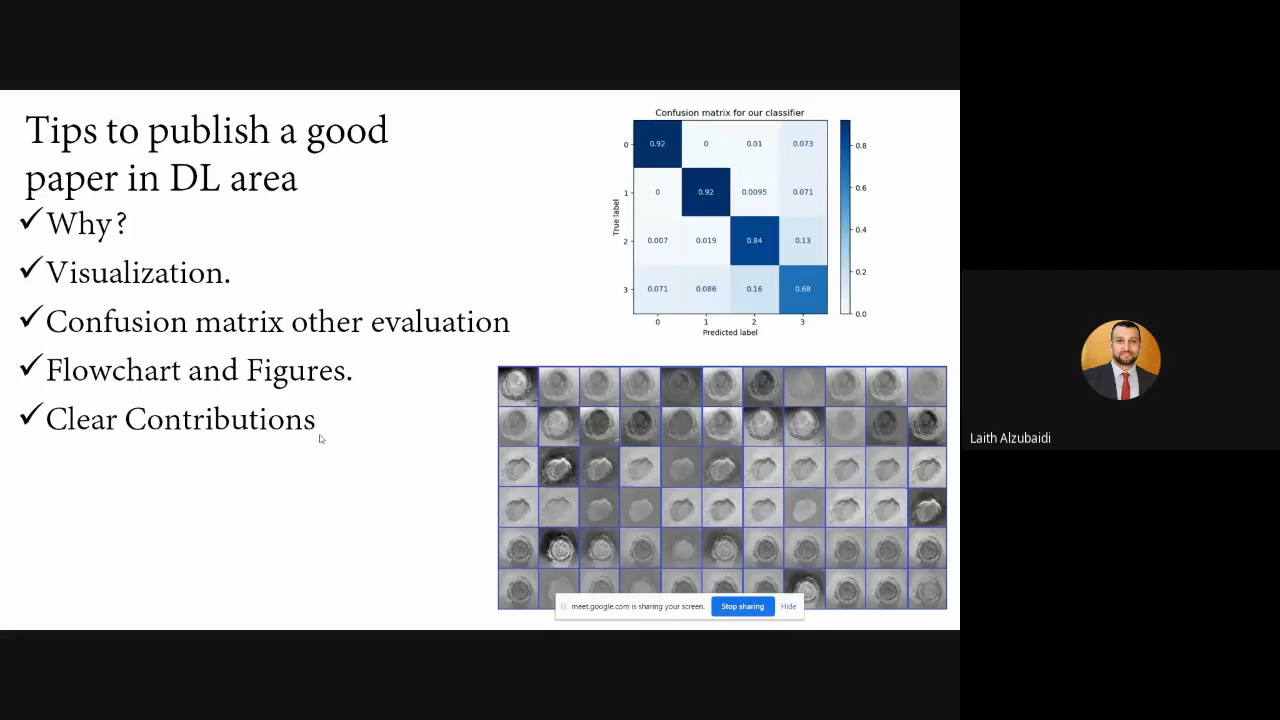 Tips to publish a good
paper in DL area
✓Why?
✓Visualization.
✓Confusion matrix other evaluation
✓Flowchart and Figures.
✓Clear Contributions
Confusion matrix for our classifier
True label
0 0.92 0 0.01 0.073
1 0 0.92 0.0095 0.071
2 0.007 0.019 0.84 0.13
3 0.071 0.086 0.16 0.68
0 1 2 3
Predicted label
0.8
0.6
0.4
0.2
0.0
meet.google.com is sharing your screen. Stop sharing Hide
Laith Alzubaidi